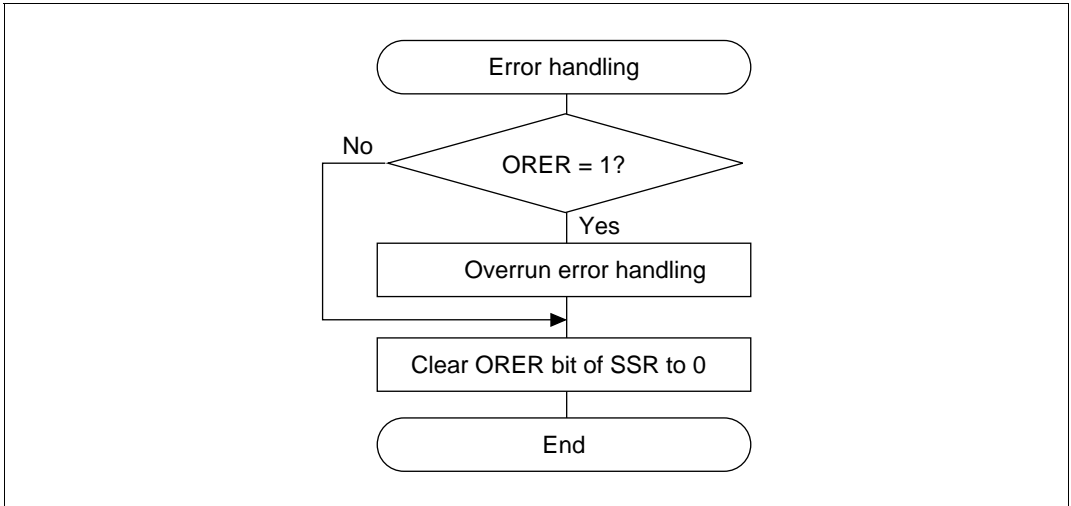 Error handling
No
ORER = 1?
Yes
Overrun error handling
Clear ORER bit of SSR to 0
End